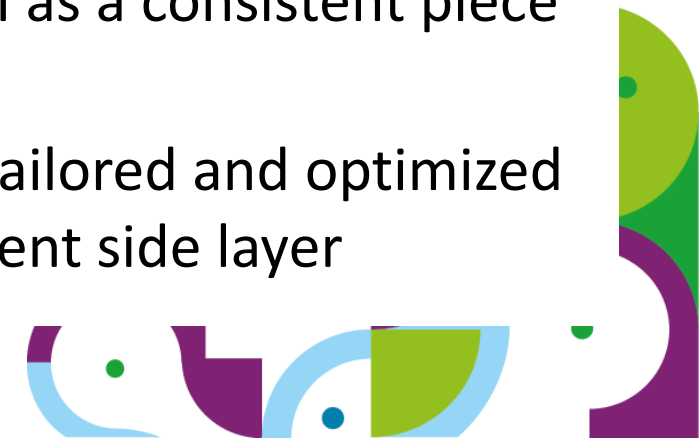 as a consistent piece
ailored and optimized
ent side layer